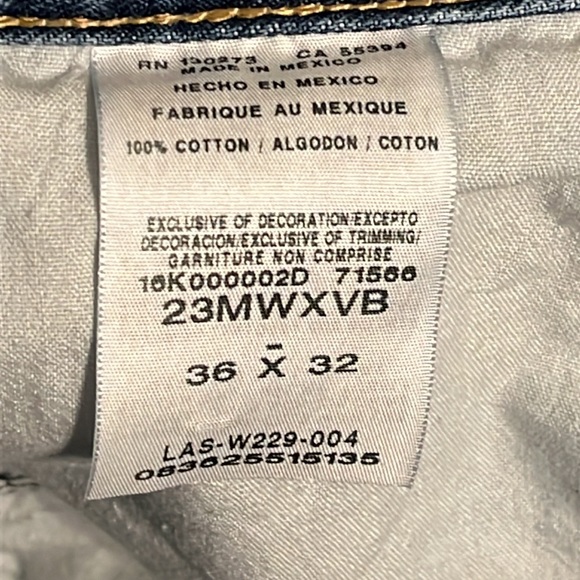 RN 130273 CA 55394
MADE IN MEXICO
HECHO EN MEXICO
FABRIQUE AU MEXIQUE
100% COTTON / ALGODON / COTON
EXCLUSIVE OF DECORATION/EXCEPTO
DECORACION/EXCLUSIVE OF TRIMMING/
GARNITURE NON COMPRISE
16K000002D 71566
23MWXVB
-
36 X 32
LAS-W229-004
083625515135